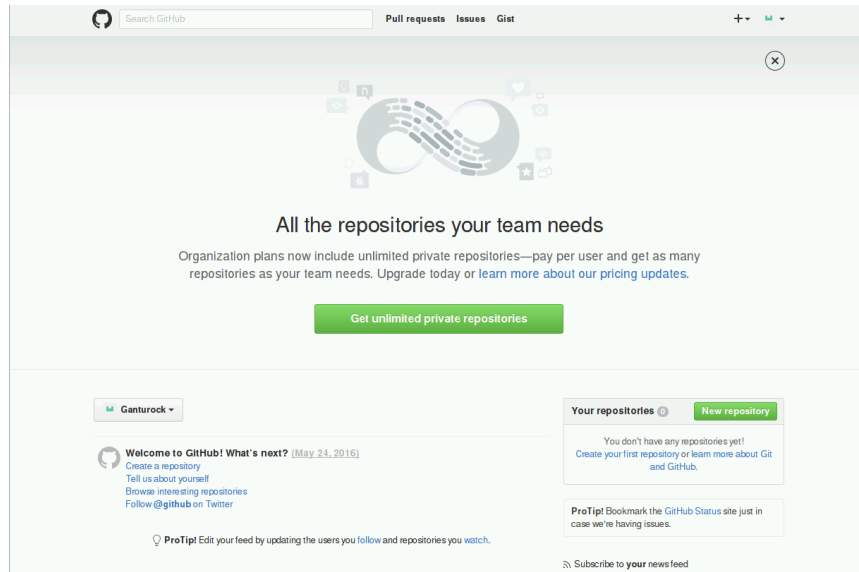 Search GitHub
Pull requests Issues Gist
All the repositories your team needs
Organization plans now include unlimited private repositories—pay per user and get as many
repositories as your team needs. Upgrade today or learn more about our pricing updates.
Get unlimited private repositories
Ganturock
Welcome to GitHub! What's next? (May 24, 2016)
Create a repository
Tell us about yourself
Browse interesting repositories
Follow @github on Twitter
ProTip! Edit your feed by updating the users you follow and repositories you watch.
Your repositories 0 New repository
You don't have any repositories yet!
Create your first repository or learn more about Git
and GitHub.
ProTip! Bookmark the GitHub Status site just in
case we're having issues.
Subscribe to your news feed